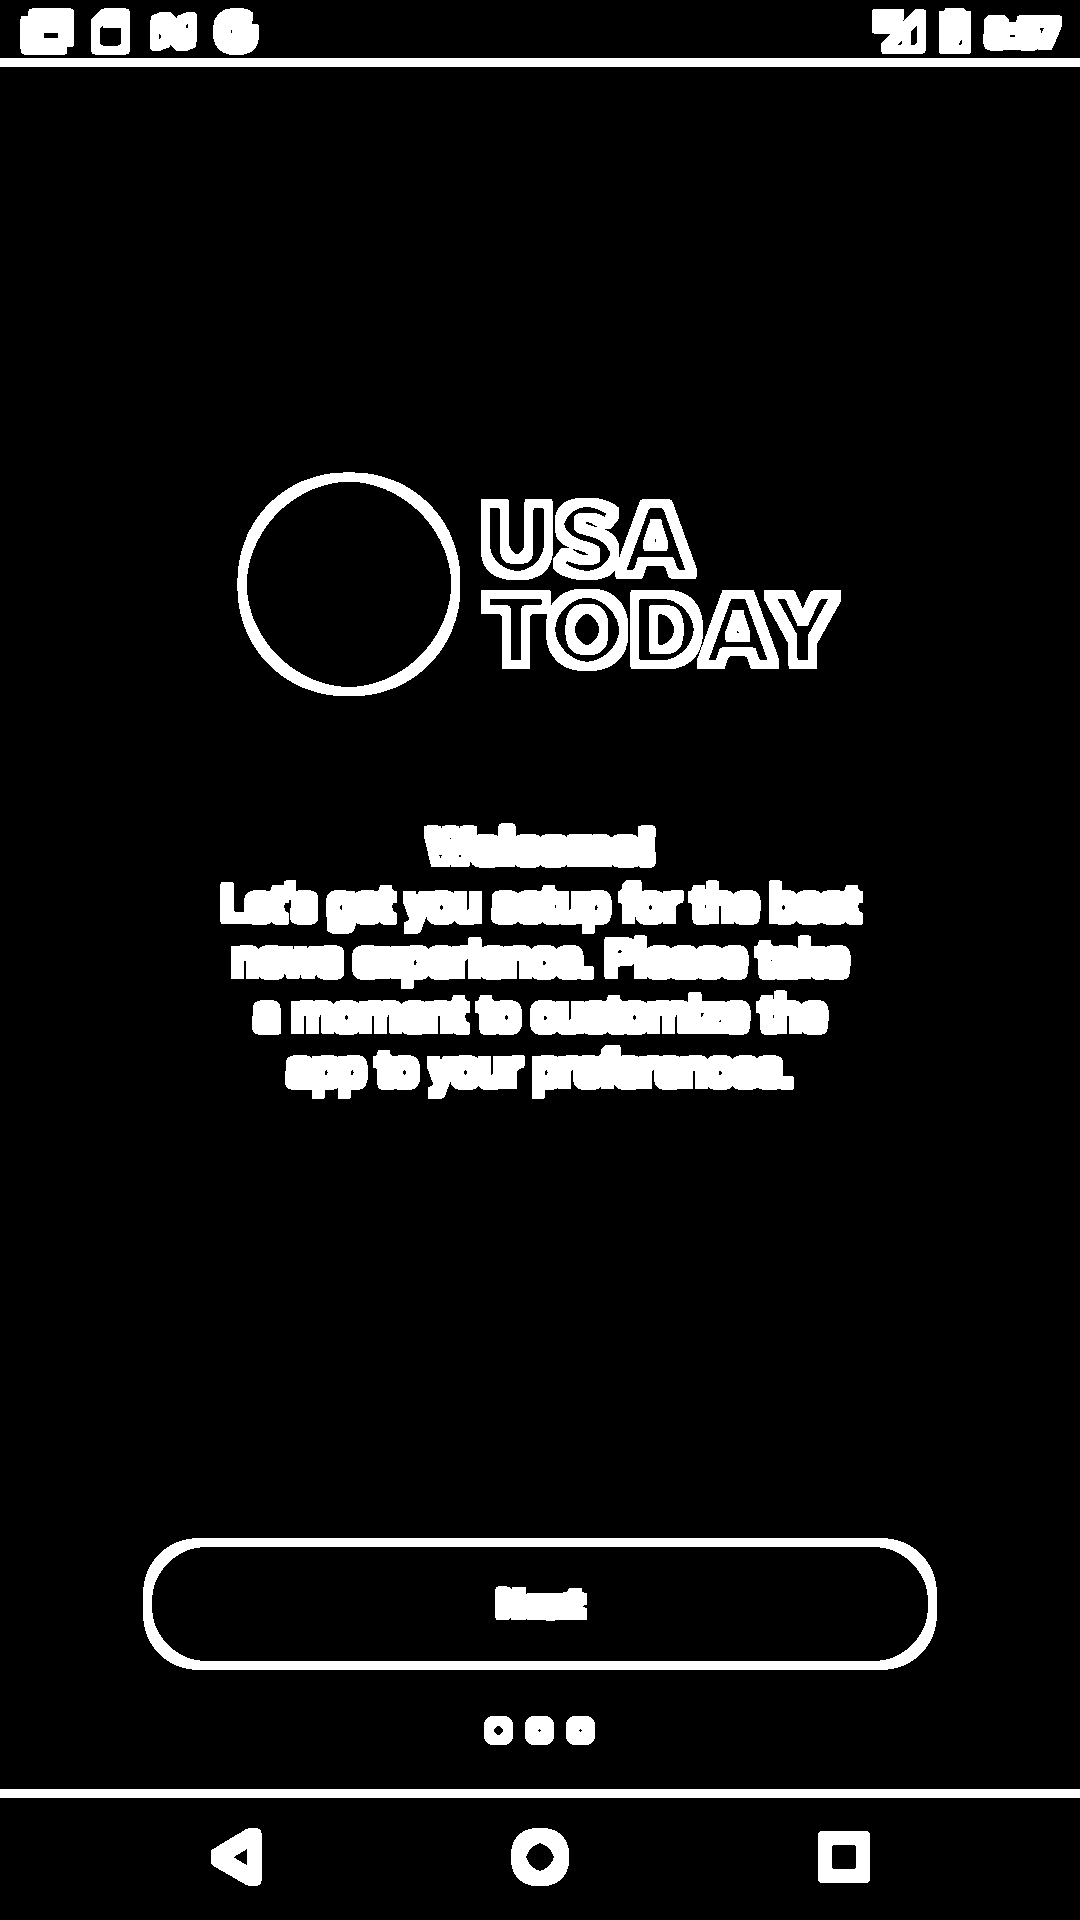 8:57
USA
TODAY
Welcome!
Let's get you setup for the best
news experience. Please take
a moment to customize the
app to your preferences.
Next